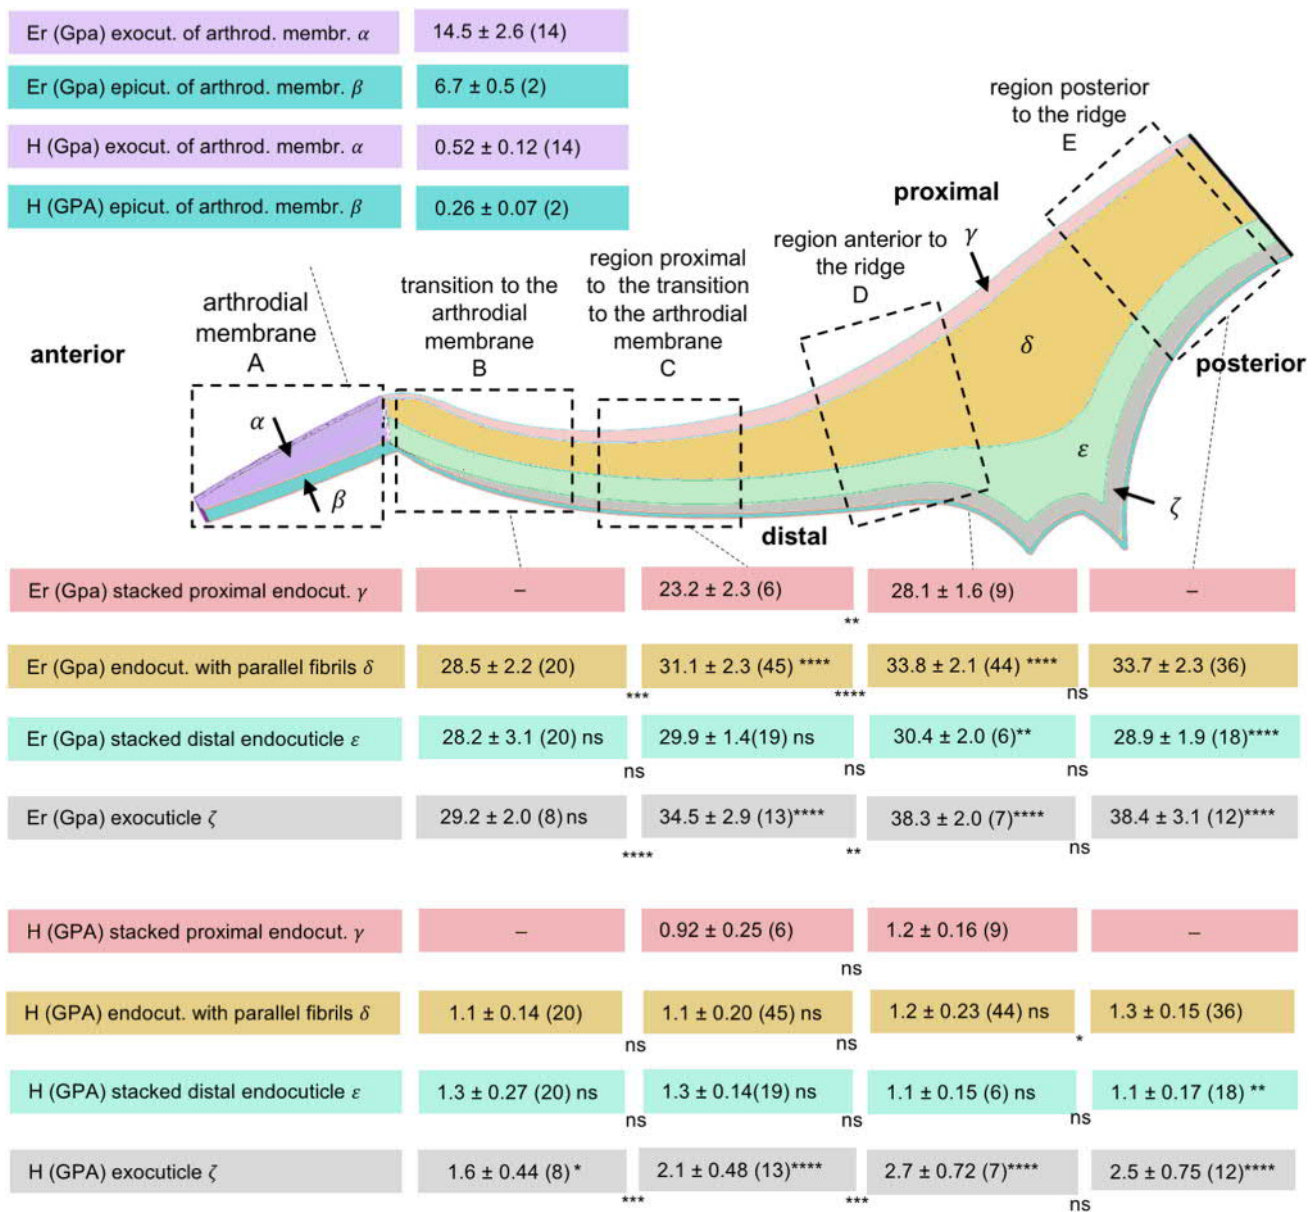 Er (Gpa) exocut. of arthrod. membr. α 14.5 ± 2.6 (14)
Er (Gpa) epicut. of arthrod. membr. β 6.7 ± 0.5 (2)
H (Gpa) exocut. of arthrod. membr. α 0.52 ± 0.12 (14)
H (GPA) epicut. of arthrod. membr. β 0.26 ± 0.07 (2)
region posterior
to the ridge
E
proximal
γ
region anterior to
the ridge
D
region proximal
to the transition
to the arthrodial
membrane
C
transition to the
arthrodial
membrane
B
arthrodial
membrane
A
anterior
posterior
distal
α
β
δ
ε
ζ
Er (Gpa) stacked proximal endocut. γ – 23.2 ± 2.3 (6) 28.1 ± 1.6 (9) –
**
Er (Gpa) endocut. with parallel fibrils δ 28.5 ± 2.2 (20) 31.1 ± 2.3 (45) **** 33.8 ± 2.1 (44) **** 33.7 ± 2.3 (36)
*** **** ns
Er (Gpa) stacked distal endocuticle ε 28.2 ± 3.1 (20) ns 29.9 ± 1.4(19) ns 30.4 ± 2.0 (6)** 28.9 ± 1.9 (18)****
ns ns ns
Er (Gpa) exocuticle ζ 29.2 ± 2.0 (8) ns 34.5 ± 2.9 (13)**** 38.3 ± 2.0 (7)**** 38.4 ± 3.1 (12)****
**** ** ns
H (GPA) stacked proximal endocut. γ – 0.92 ± 0.25 (6) 1.2 ± 0.16 (9) –
ns
H (GPA) endocut. with parallel fibrils δ 1.1 ± 0.14 (20) 1.1 ± 0.20 (45) ns 1.2 ± 0.23 (44) ns 1.3 ± 0.15 (36)
ns ns *
H (GPA) stacked distal endocuticle ε 1.3 ± 0.27 (20) ns 1.3 ± 0.14(19) ns 1.1 ± 0.15 (6) ns 1.1 ± 0.17 (18) **
ns ns ns
H (GPA) exocuticle ζ 1.6 ± 0.44 (8) * 2.1 ± 0.48 (13)**** 2.7 ± 0.72 (7)**** 2.5 ± 0.75 (12)****
*** *** ns